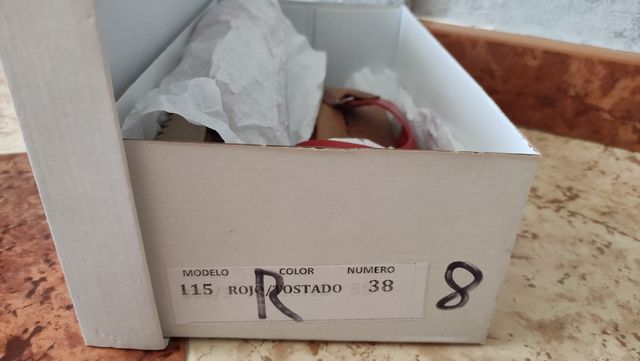 MODELO COLOR NUMERO
115 ROJO/TOSTADO 38
R
8